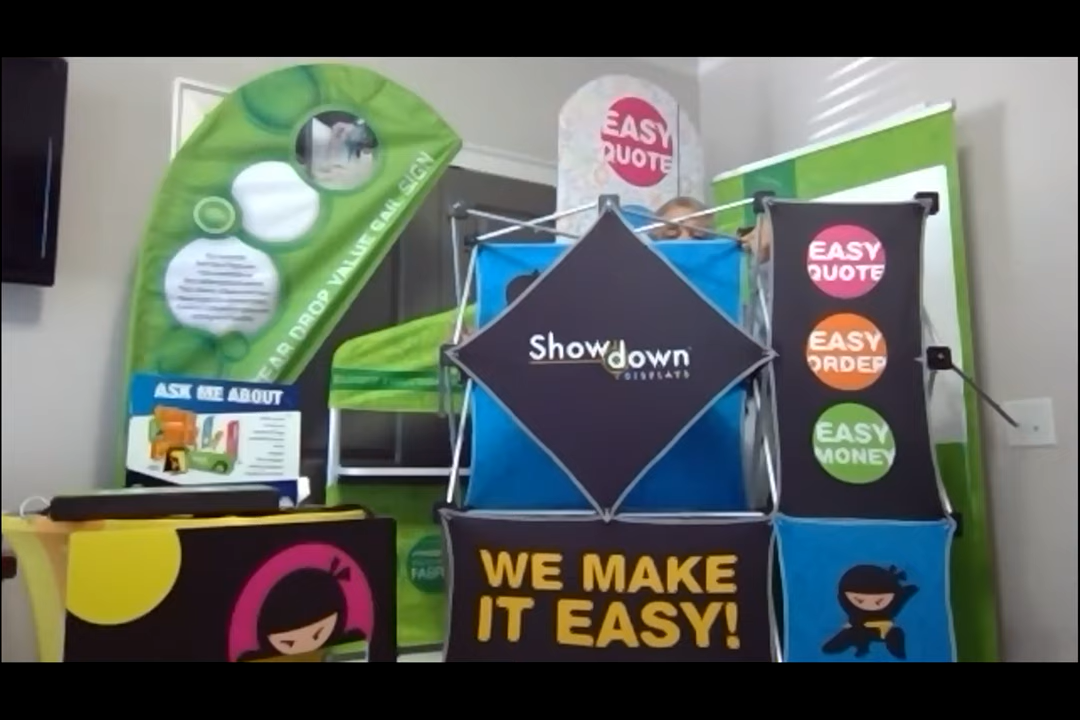 EASY
QUOTE
TEAR DROP VALUE SAIL SIGN
EASY
QUOTE
Showdown
DISPLAYS
EASY
ORDER
ASK ME ABOUT
EASY
MONEY
WE MAKE
IT EASY!